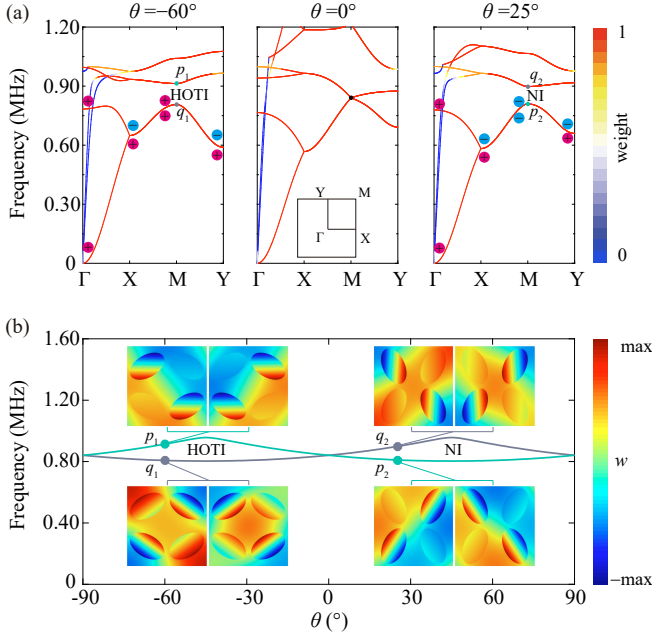 (a)
θ =−60°
θ =0°
θ =25°
Frequency (MHz)
1.20
0.90
0.60
0.30
0
p1
HOTI
q1
+
+
+
+
−
+
−
+
Γ X M Y
Y M
Γ X
Γ X M Y
q2
NI
p2
+
+
−
−
−
+
−
+
Γ X M Y
1
weight
0
(b)
Frequency (MHz)
1.60
1.20
0.80
0.40
0
p1
HOTI
q1
q2
NI
p2
-90 -60 -30 0 30 60 90
θ (°)
max
w
−max